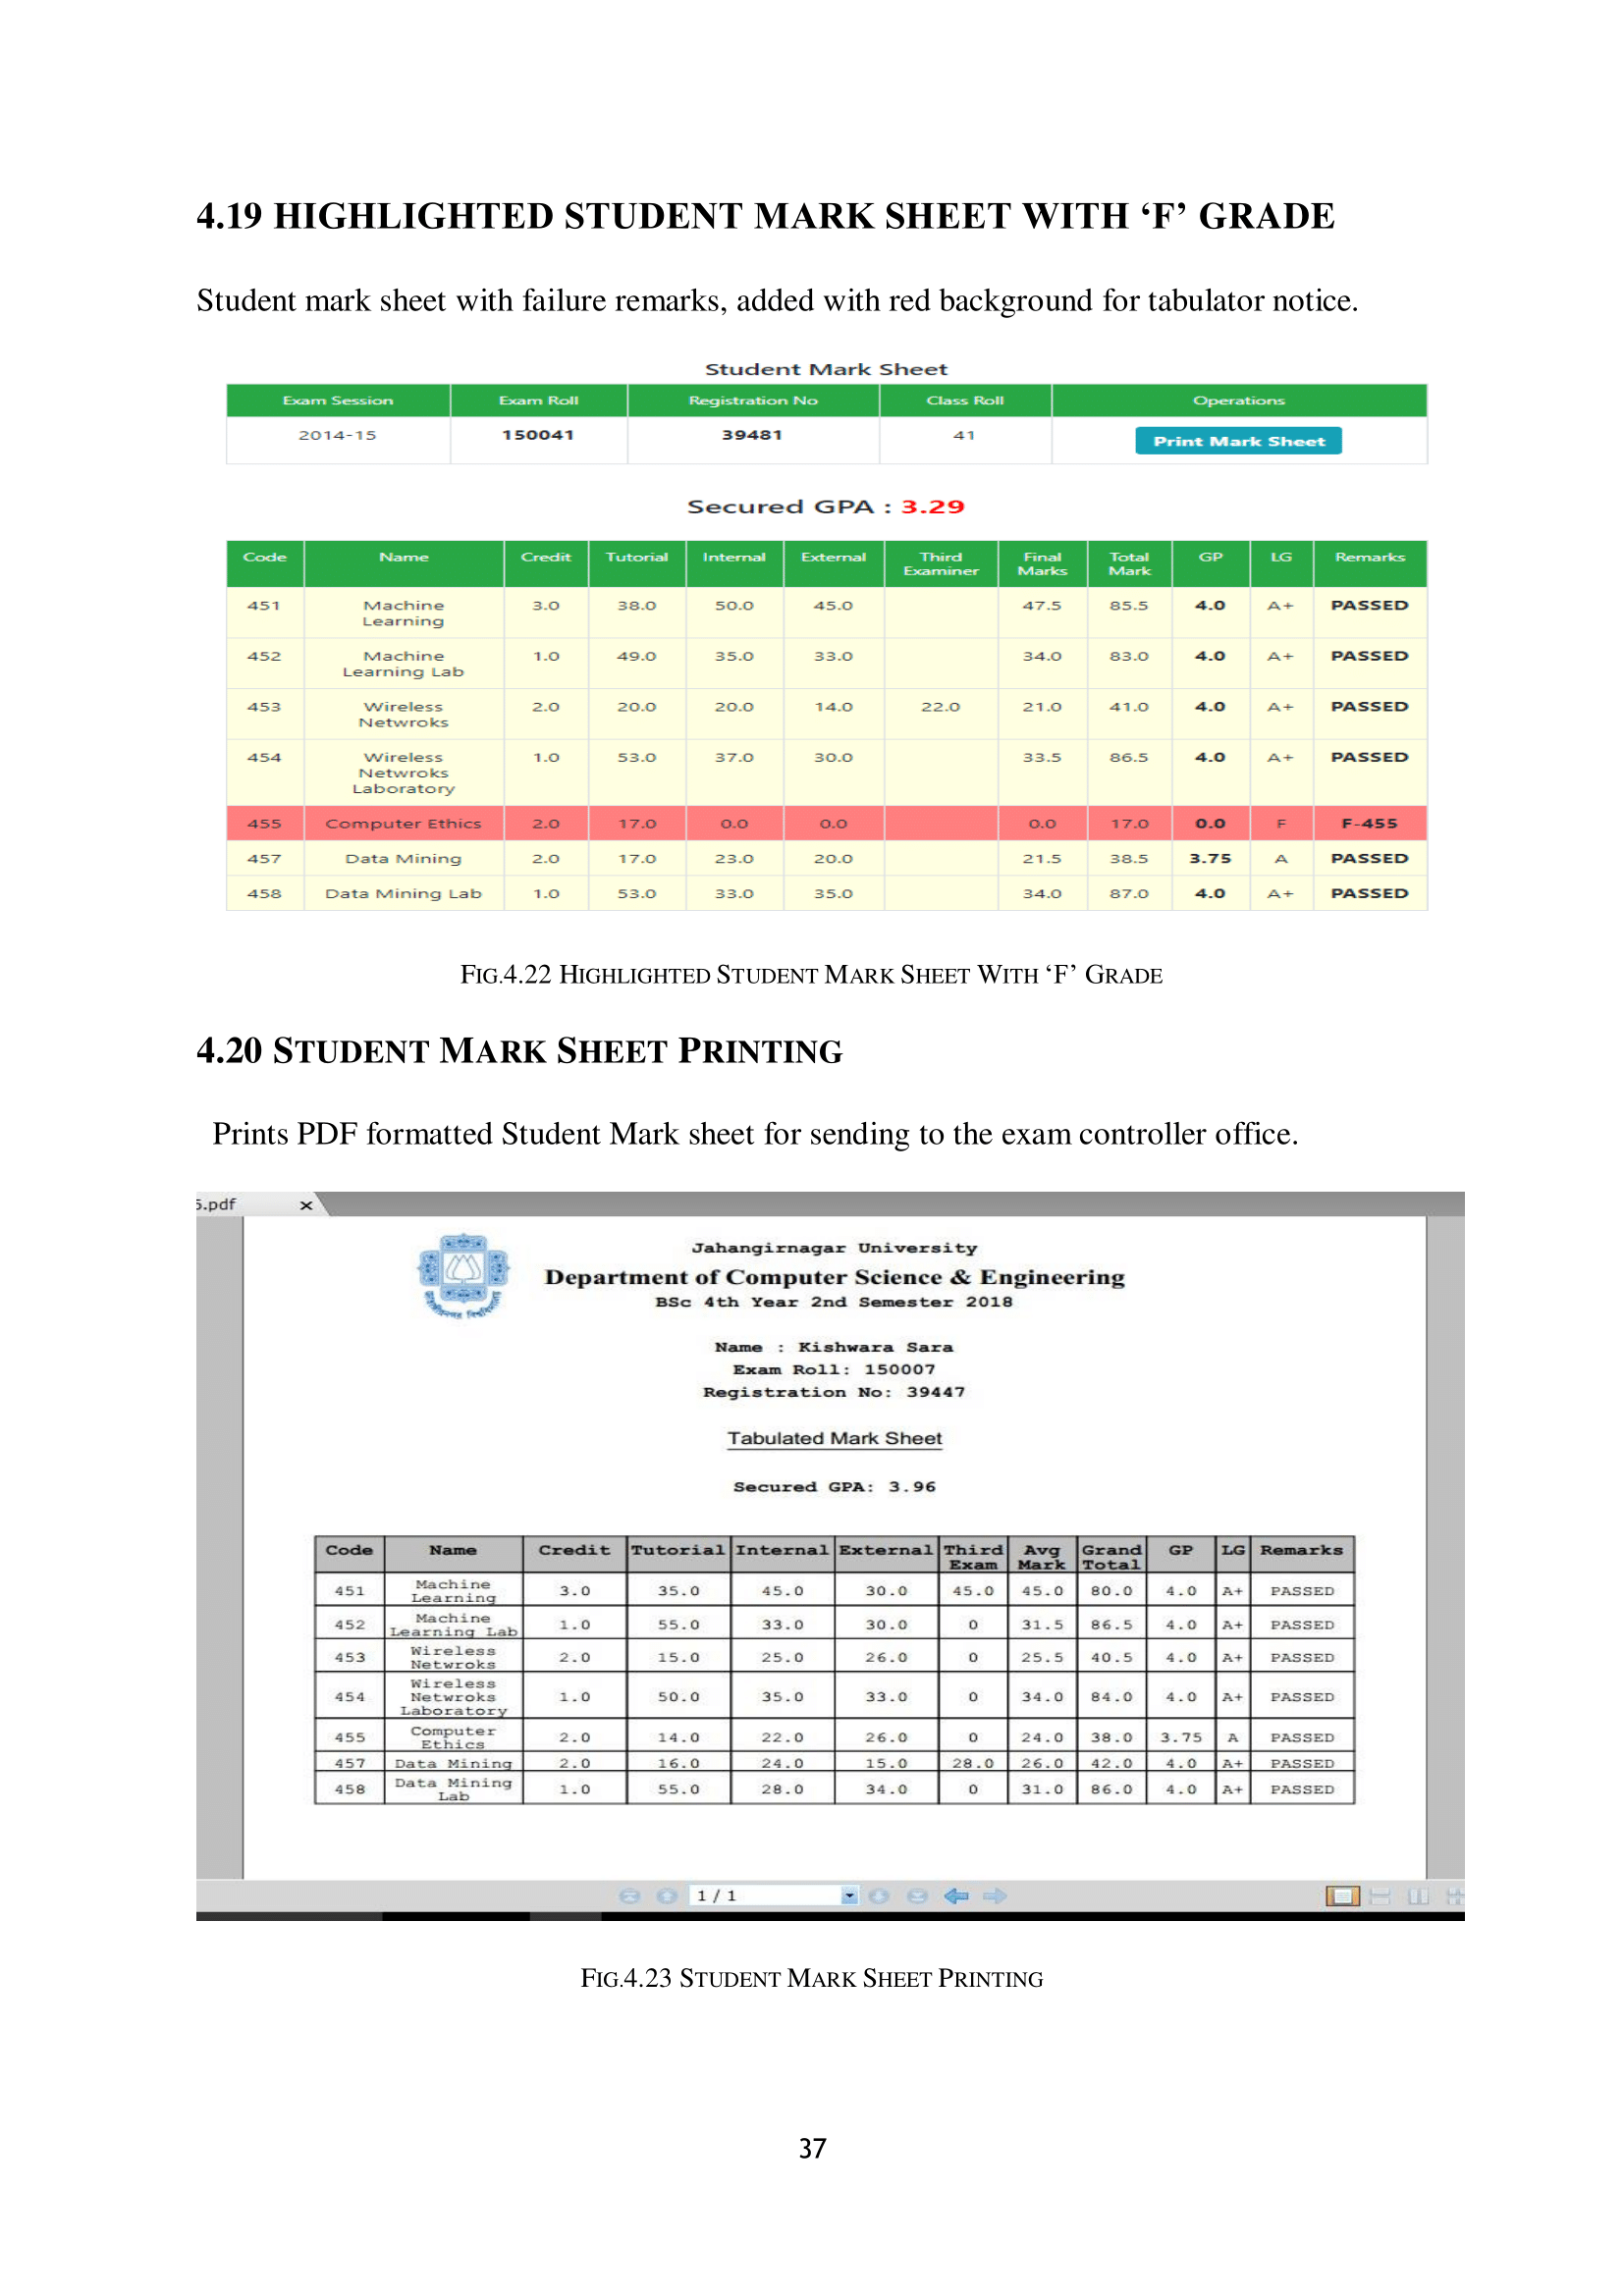 4.19 HIGHLIGHTED STUDENT MARK SHEET WITH ‘F’ GRADE
Student mark sheet with failure remarks, added with red background for tabulator notice.
Student Mark Sheet
Exam Session Exam Roll Registration No Class Roll Operations
2014-15 150041 39481 41 Print Mark Sheet
Secured GPA : 3.29
Code Name Credit Tutorial Internal External Third Examiner Final Marks Total Mark GP LG Remarks
451 Machine Learning 3.0 38.0 50.0 45.0 47.5 85.5 4.0 A+ PASSED
452 Machine Learning Lab 1.0 49.0 35.0 33.0 34.0 83.0 4.0 A+ PASSED
453 Wireless Netwroks 2.0 20.0 20.0 14.0 22.0 21.0 41.0 4.0 A+ PASSED
454 Wireless Netwroks Laboratory 1.0 53.0 37.0 30.0 33.5 86.5 4.0 A+ PASSED
455 Computer Ethics 2.0 17.0 0.0 0.0 0.0 17.0 0.0 F F-455
457 Data Mining 2.0 17.0 23.0 20.0 21.5 38.5 3.75 A PASSED
458 Data Mining Lab 1.0 53.0 33.0 35.0 34.0 87.0 4.0 A+ PASSED
FIG.4.22 HIGHLIGHTED STUDENT MARK SHEET WITH ‘F’ GRADE
4.20 STUDENT MARK SHEET PRINTING
Prints PDF formatted Student Mark sheet for sending to the exam controller office.
5.pdf x
Jahangirnagar University
Department of Computer Science & Engineering
BSc 4th Year 2nd Semester 2018
Name : Kishwara Sara
Exam Roll: 150007
Registration No: 39447
Tabulated Mark Sheet
Secured GPA: 3.96
Code Name Credit Tutorial Internal External Third Exam Avg Mark Grand Total GP LG Remarks
451 Machine Learning 3.0 35.0 45.0 30.0 45.0 45.0 80.0 4.0 A+ PASSED
452 Machine Learning Lab 1.0 55.0 33.0 30.0 0 31.5 86.5 4.0 A+ PASSED
453 Wireless Netwroks 2.0 15.0 25.0 26.0 0 25.5 40.5 4.0 A+ PASSED
454 Wireless Netwroks Laboratory 1.0 50.0 35.0 33.0 0 34.0 84.0 4.0 A+ PASSED
455 Computer Ethics 2.0 14.0 22.0 26.0 0 24.0 38.0 3.75 A PASSED
457 Data Mining 2.0 16.0 24.0 15.0 28.0 26.0 42.0 4.0 A+ PASSED
458 Data Mining Lab 1.0 55.0 28.0 34.0 0 31.0 86.0 4.0 A+ PASSED
1 / 1
FIG.4.23 STUDENT MARK SHEET PRINTING
37